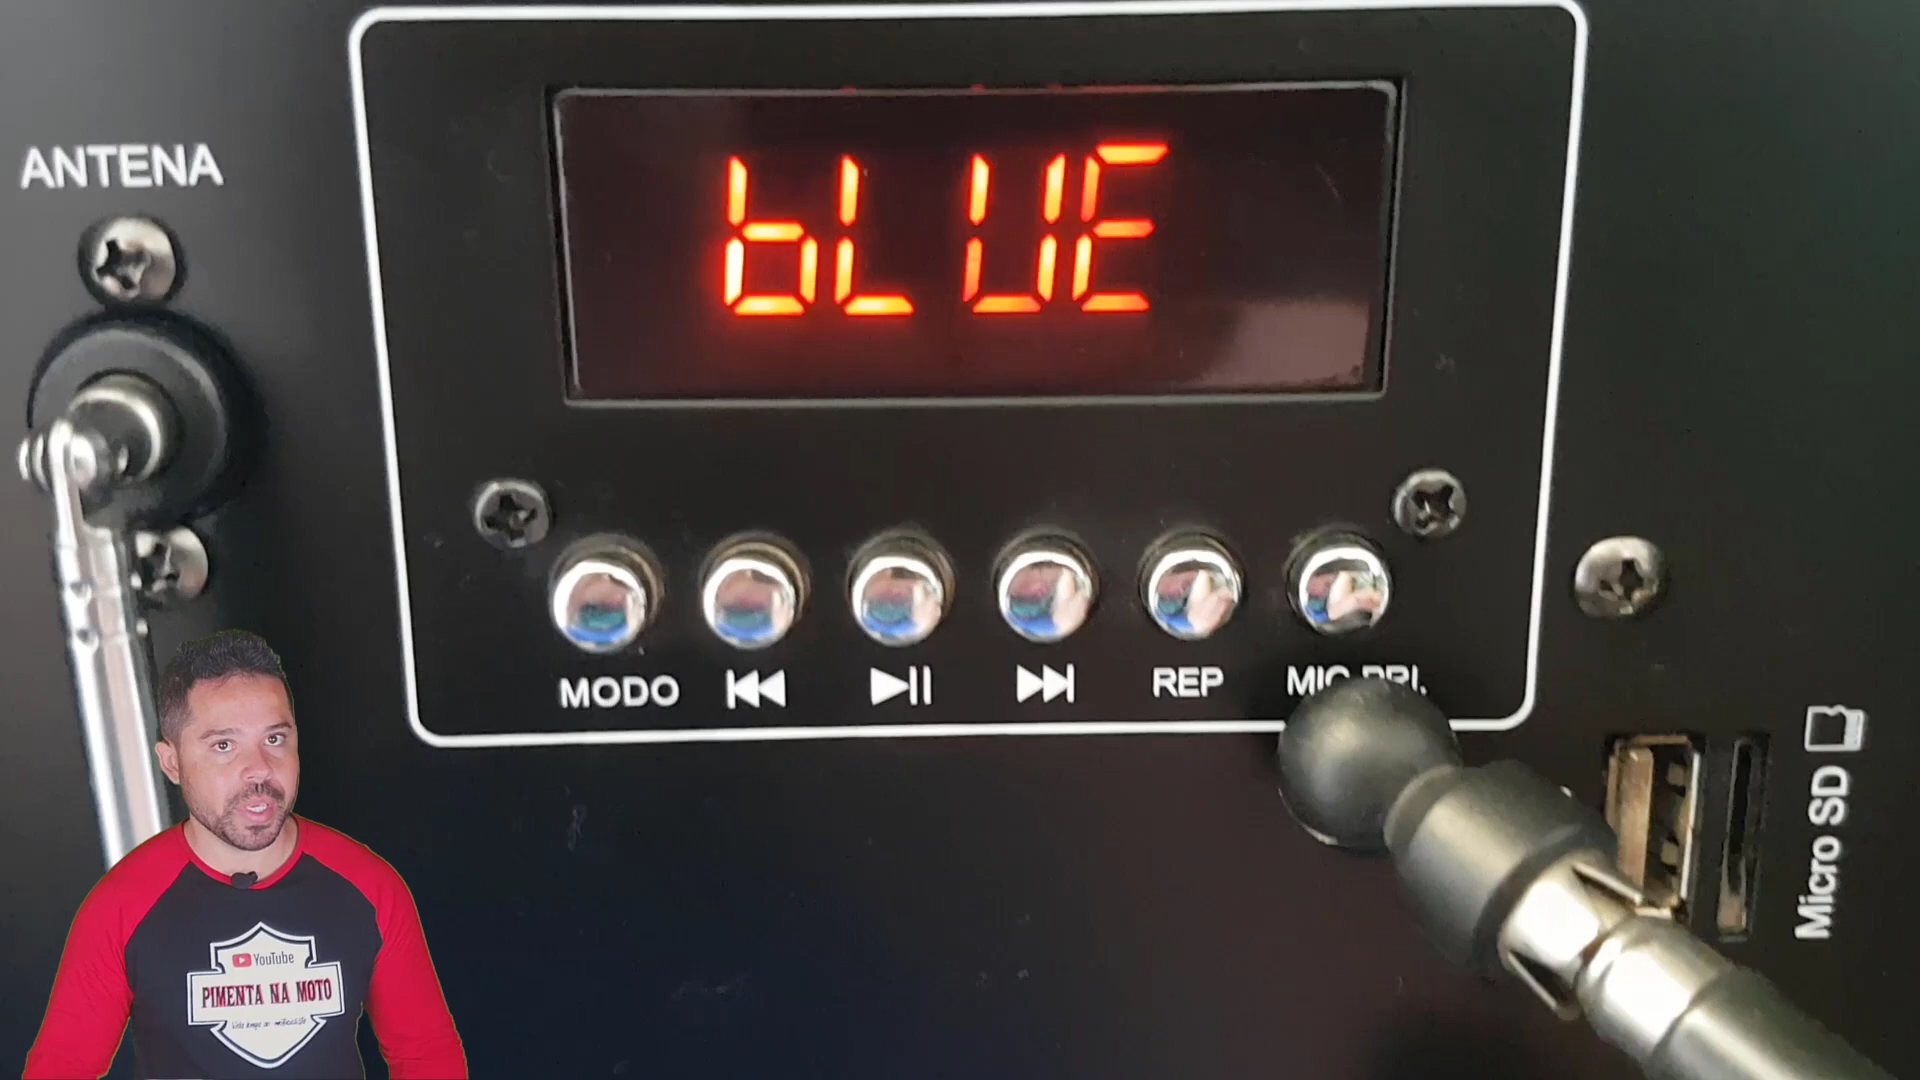 ANTENA
bLUE
MODO
REP
MIC PRI.
Micro SD
YouTube
PIMENTA NA MOTO